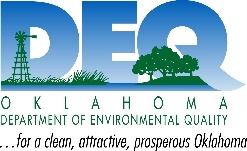 DEQ
OKLAHOMA
DEPARTMENT OF ENVIRONMENTAL QUALITY
...for a clean, attractive, prosperous Oklahoma